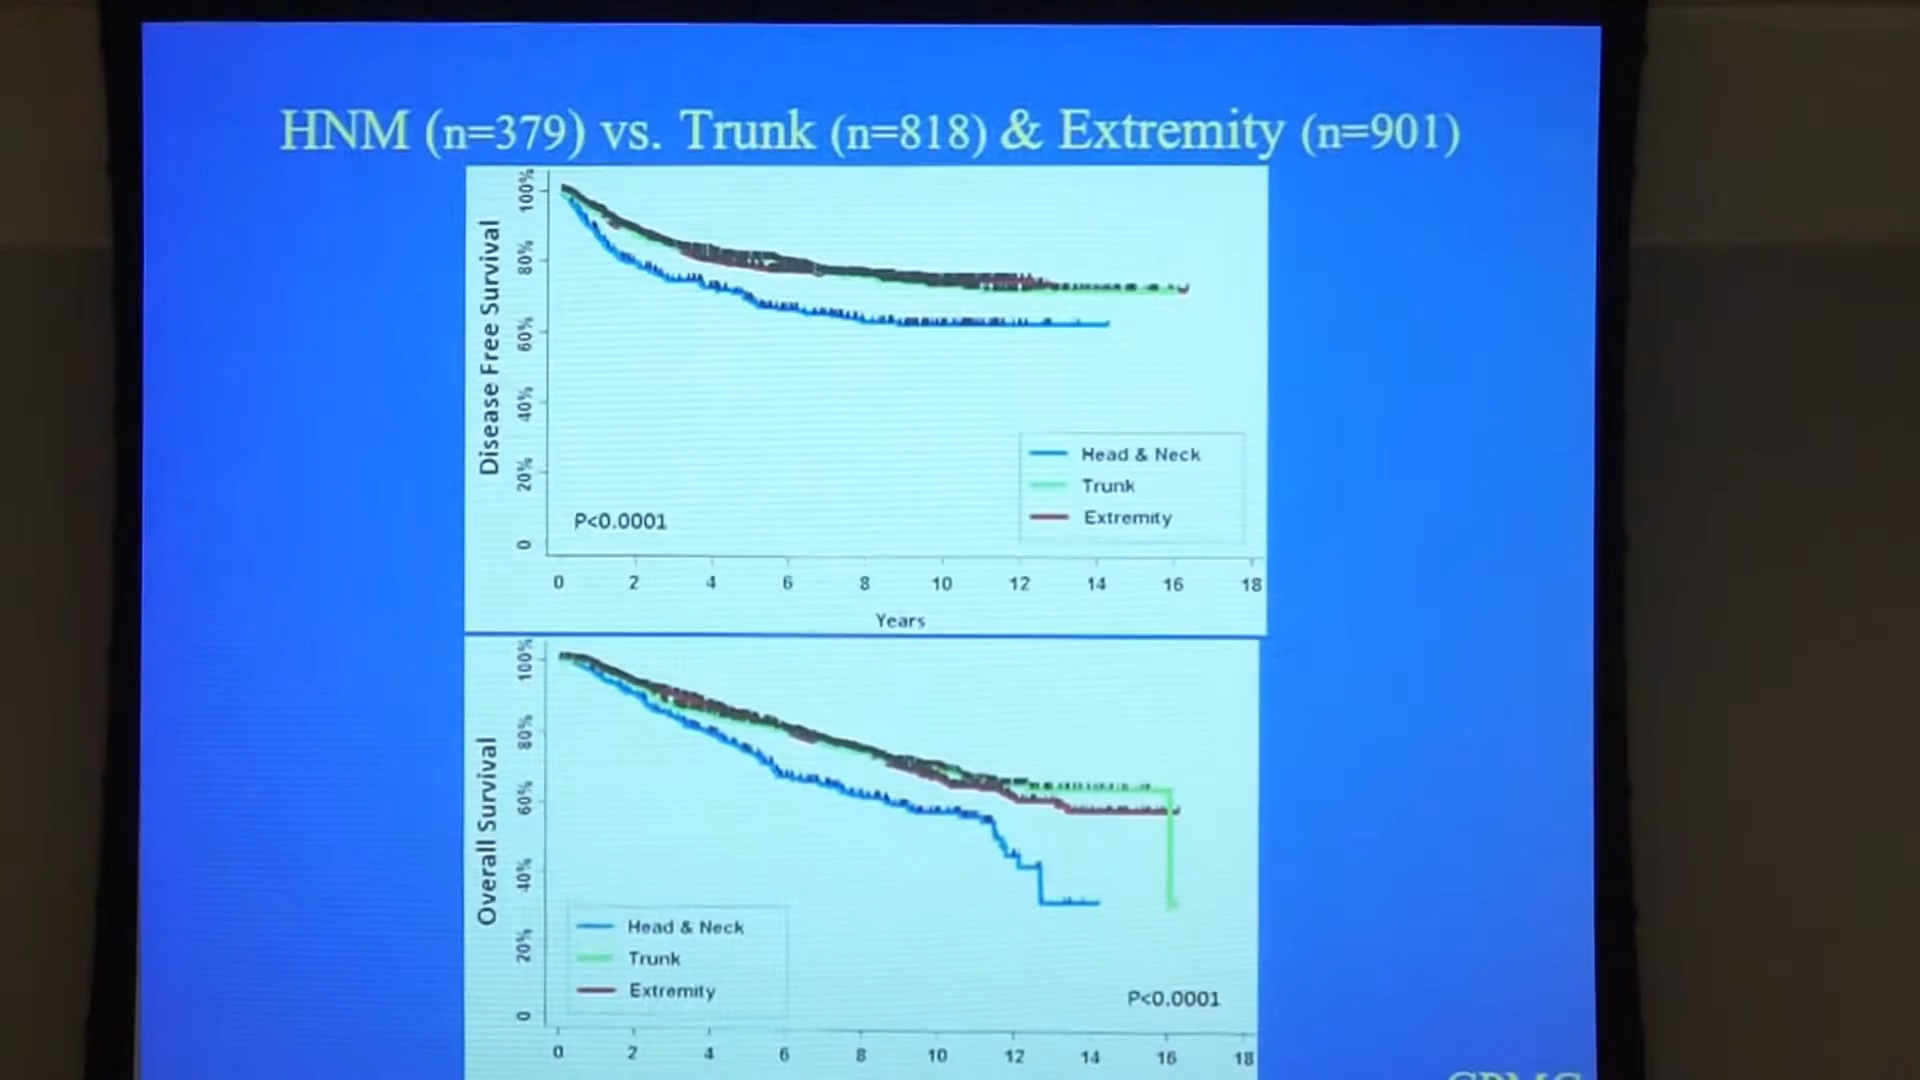 HNM (n=379) vs. Trunk (n=818) & Extremity (n=901)
Disease Free Survival
100%
80%
60%
40%
20%
0
P<0.0001
Head & Neck
Trunk
Extremity
0 2 4 6 8 10 12 14 16 18
Years
Overall Survival
100%
80%
60%
40%
20%
0
Head & Neck
Trunk
Extremity
P<0.0001
0 2 4 6 8 10 12 14 16 18